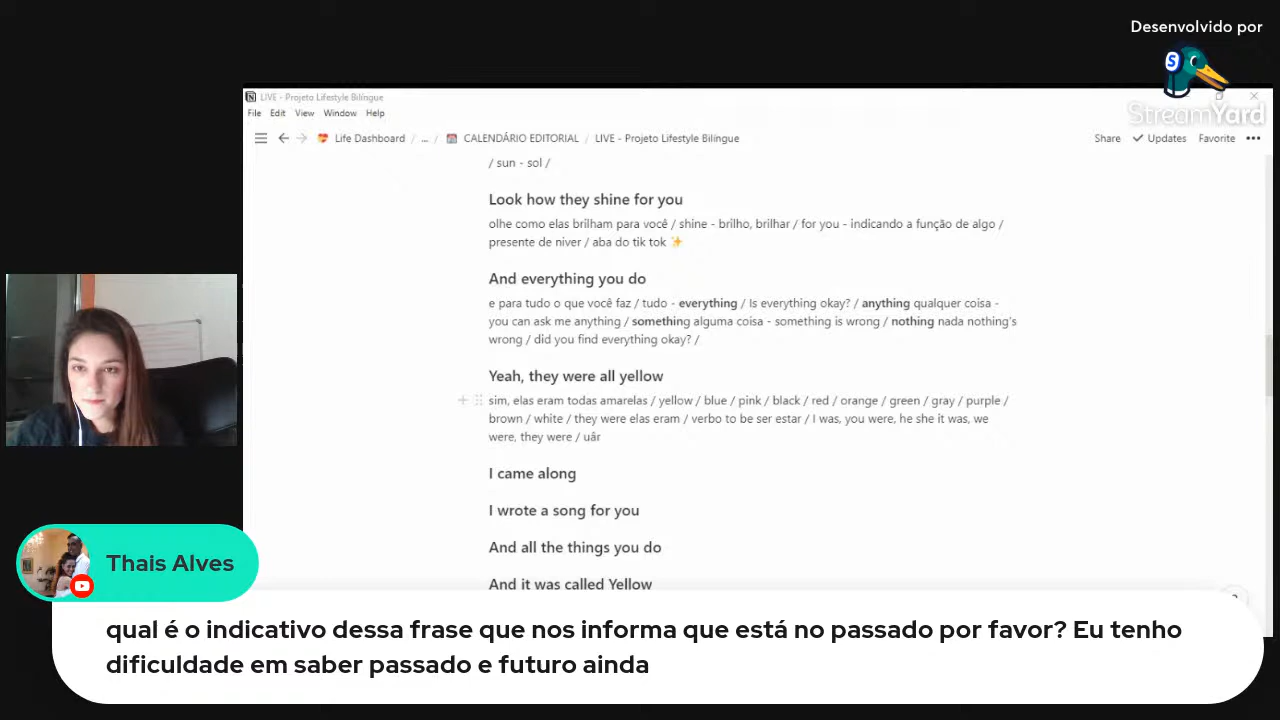 Desenvolvido por
StreamYard
LIVE - Projeto Lifestyle Bilíngue
File Edit View Window Help
Life Dashboard / ... / CALENDÁRIO EDITORIAL / LIVE - Projeto Lifestyle Bilíngue Share Updates Favorite
/ sun - sol /
Look how they shine for you
olhe como elas brilham para você / shine - brilho, brilhar / for you - indicando a função de algo /
presente de niver / aba do tik tok ✨
And everything you do
e para tudo o que você faz / tudo - everything / Is everything okay? / anything qualquer coisa -
you can ask me anything / something alguma coisa - something is wrong / nothing nada nothing's
wrong / did you find everything okay? /
Yeah, they were all yellow
sim, elas eram todas amarelas / yellow / blue / pink / black / red / orange / green / gray / purple /
brown / white / they were elas eram / verbo to be ser estar / I was, you were, he she it was, we
were, they were / uâr
I came along
I wrote a song for you
And all the things you do
And it was called Yellow
Thais Alves
qual é o indicativo dessa frase que nos informa que está no passado por favor? Eu tenho
dificuldade em saber passado e futuro ainda